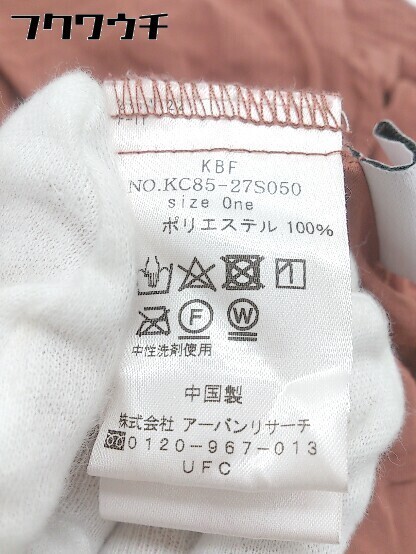 フクワウチ
KBF
NO.KC85-27S050
size One
ポリエステル 100%
F W
中性洗剤使用
中国製
株式会社 アーバンリサーチ
0120-967-013
UFC